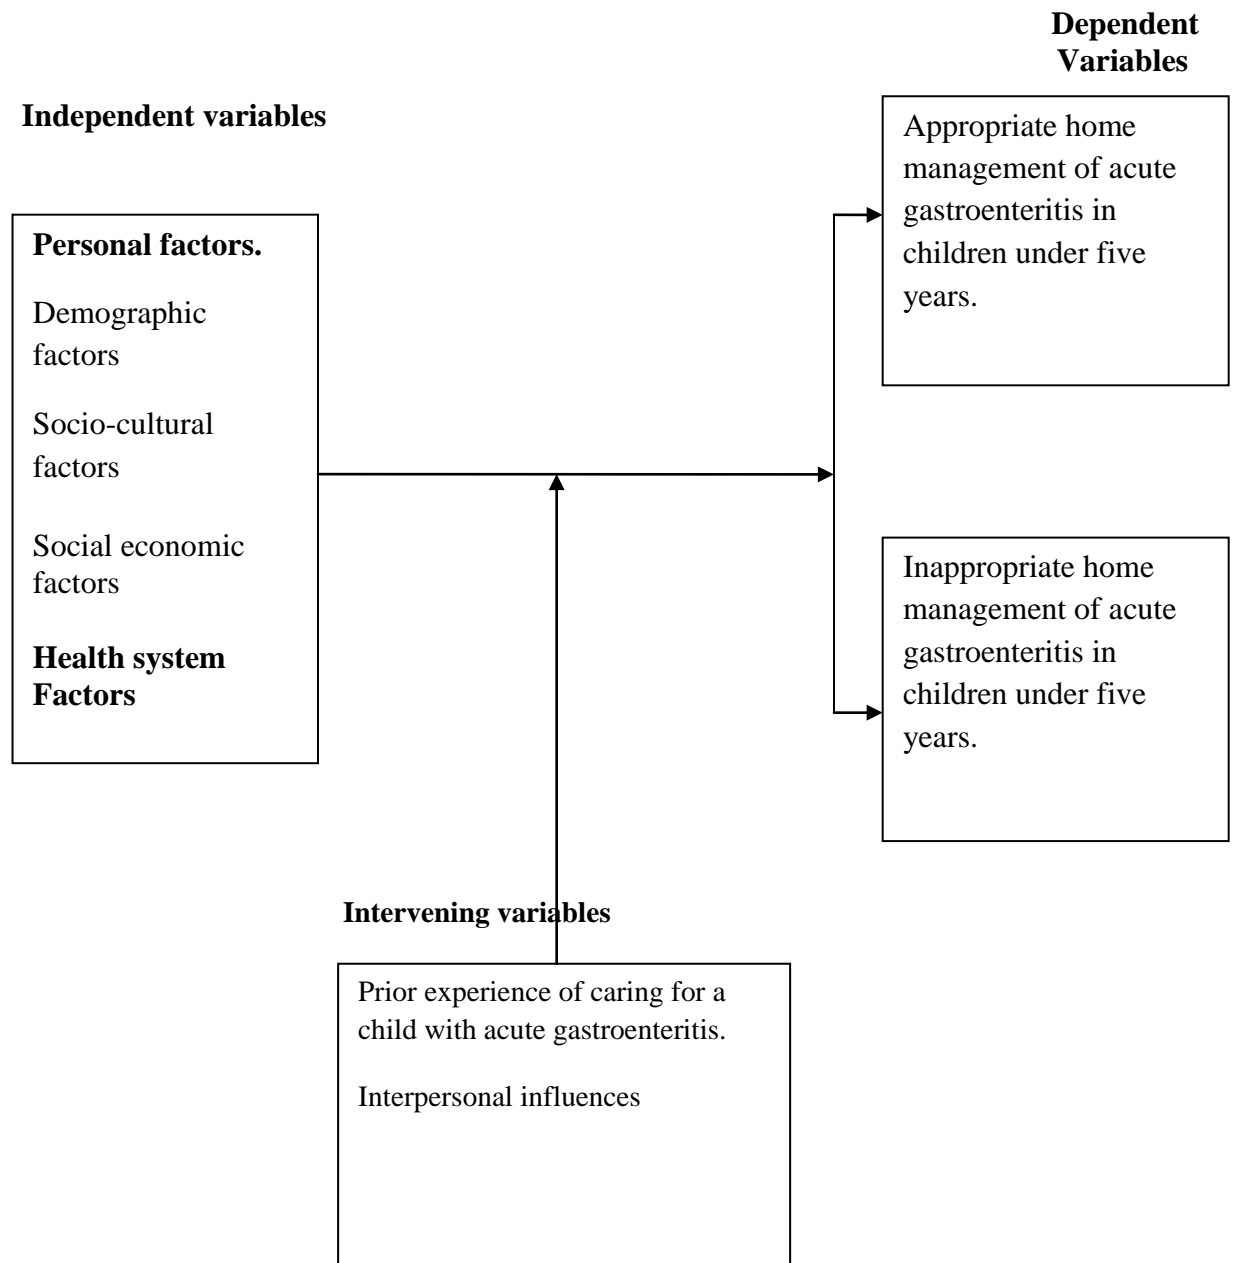 Dependent
Variables
Independent variables
Personal factors.
Demographic
factors
Socio-cultural
factors
Social economic
factors
Health system
Factors
Appropriate home
management of acute
gastroenteritis in
children under five
years.
Inappropriate home
management of acute
gastroenteritis in
children under five
years.
Intervening variables
Prior experience of caring for a
child with acute gastroenteritis.
Interpersonal influences